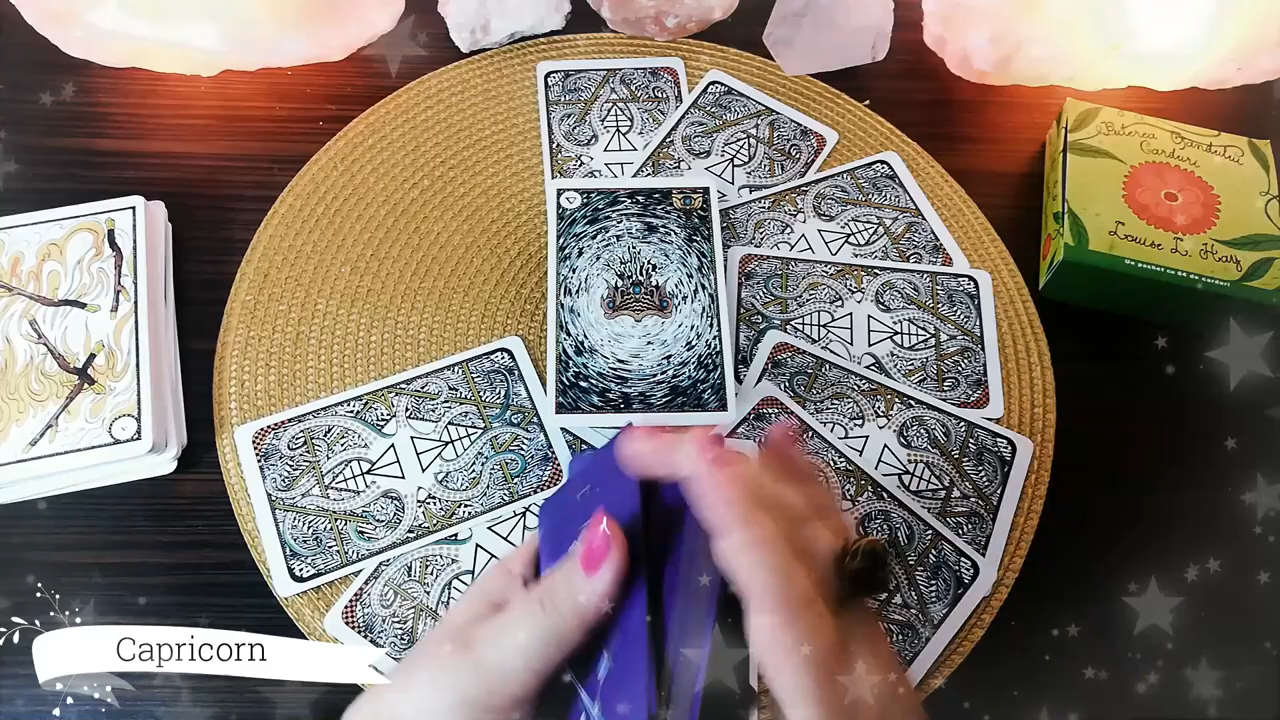 Puterea Gândului
Carduri
Louise L. Hay
Un pachet cu 64 de carduri
Capricorn